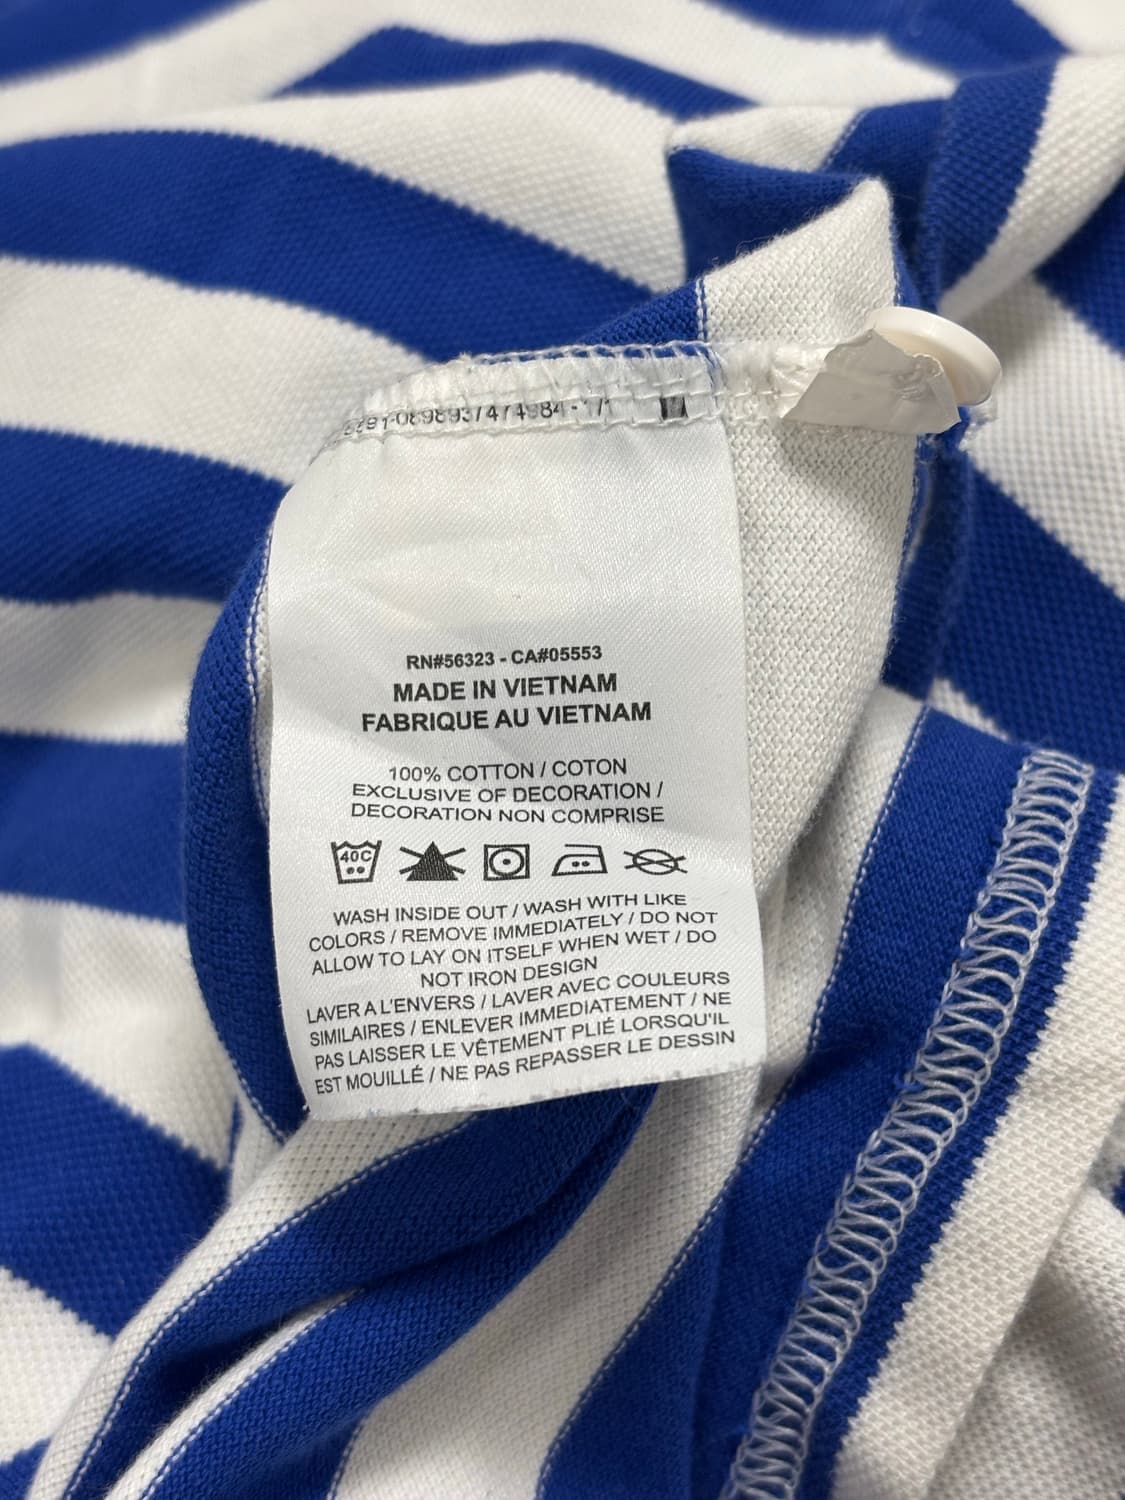 RN#56323 - CA#05553
MADE IN VIETNAM
FABRIQUE AU VIETNAM
100% COTTON / COTON
EXCLUSIVE OF DECORATION /
DECORATION NON COMPRISE
40C
WASH INSIDE OUT / WASH WITH LIKE
COLORS / REMOVE IMMEDIATELY / DO NOT
ALLOW TO LAY ON ITSELF WHEN WET / DO
NOT IRON DESIGN
LAVER A L'ENVERS / LAVER AVEC COULEURS
SIMILAIRES / ENLEVER IMMEDIATEMENT / NE
PAS LAISSER LE VÊTEMENT PLIÉ LORSQU'IL
EST MOUILLÉ / NE PAS REPASSER LE DESSIN